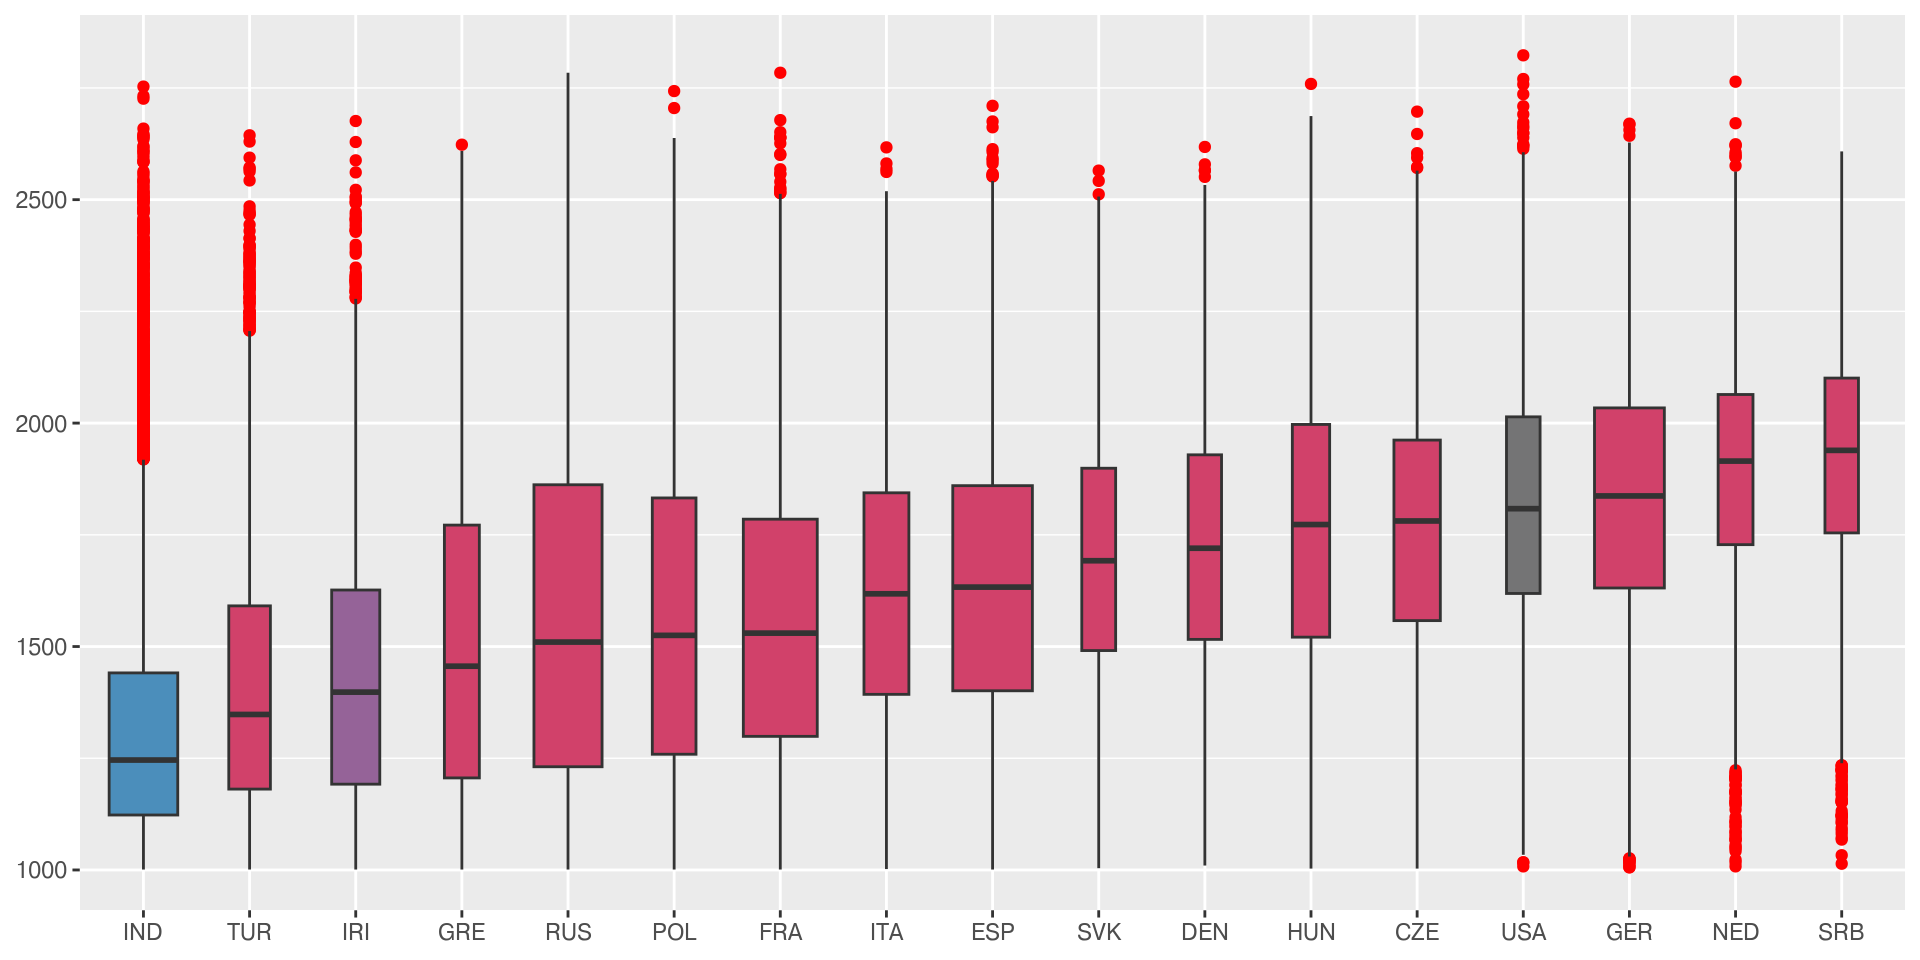 2500
2000
1500
1000
IND TUR IRI GRE RUS POL FRA ITA ESP SVK DEN HUN CZE USA GER NED SRB